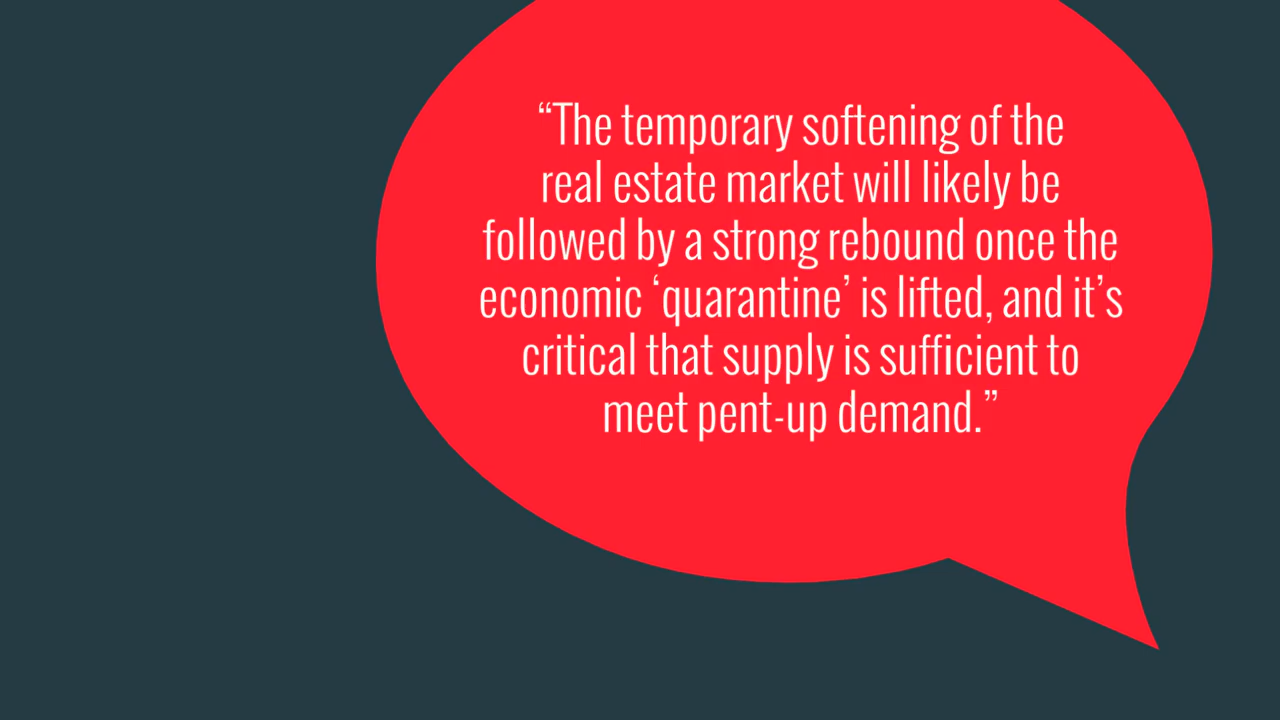 “The temporary softening of the
real estate market will likely be
followed by a strong rebound once the
economic ‘quarantine’ is lifted, and it’s
critical that supply is sufficient to
meet pent-up demand.”